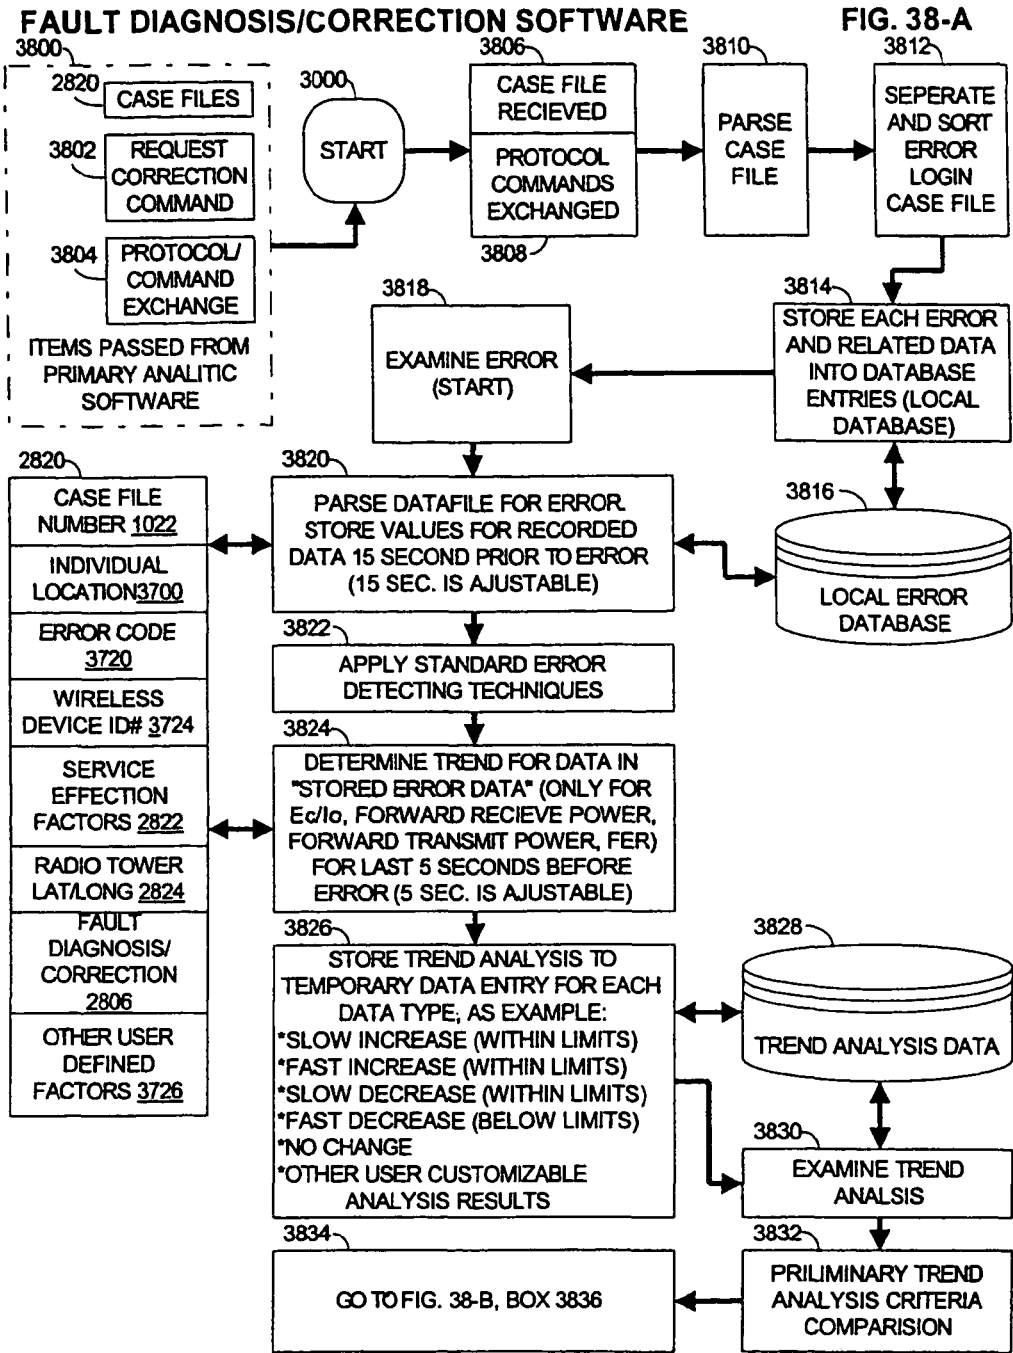 FAULT DIAGNOSIS/CORRECTION SOFTWARE
FIG. 38-A
3800
2820
CASE FILES
3802
REQUEST
CORRECTION
COMMAND
3804
PROTOCOL/
COMMAND
EXCHANGE
ITEMS PASSED FROM
PRIMARY ANALITIC
SOFTWARE
3000
START
3806
CASE FILE
RECIEVED
PROTOCOL
COMMANDS
EXCHANGED
3808
3810
PARSE
CASE
FILE
3812
SEPERATE
AND SORT
ERROR
LOGIN
CASE FILE
3814
STORE EACH ERROR
AND RELATED DATA
INTO DATABASE
ENTRIES (LOCAL
DATABASE)
3816
LOCAL ERROR
DATABASE
3818
EXAMINE ERROR
(START)
2820
CASE FILE
NUMBER 1022
INDIVIDUAL
LOCATION3700
ERROR CODE
3720
WIRELESS
DEVICE ID# 3724
SERVICE
EFFECTION
FACTORS 2822
RADIO TOWER
LAT/LONG 2824
FAULT
DIAGNOSIS/
CORRECTION
2806
OTHER USER
DEFINED
FACTORS 3726
3820
PARSE DATAFILE FOR ERROR.
STORE VALUES FOR RECORDED
DATA 15 SECOND PRIOR TO ERROR
(15 SEC. IS AJUSTABLE)
3822
APPLY STANDARD ERROR
DETECTING TECHNIQUES
3824
DETERMINE TREND FOR DATA IN
"STORED ERROR DATA" (ONLY FOR
Ec/Io, FORWARD RECIEVE POWER,
FORWARD TRANSMIT POWER, FER)
FOR LAST 5 SECONDS BEFORE
ERROR (5 SEC. IS AJUSTABLE)
3826
STORE TREND ANALYSIS TO
TEMPORARY DATA ENTRY FOR EACH
DATA TYPE; AS EXAMPLE:
*SLOW INCREASE (WITHIN LIMITS)
*FAST INCREASE (WITHIN LIMITS)
*SLOW DECREASE (WITHIN LIMITS)
*FAST DECREASE (BELOW LIMITS)
*NO CHANGE
*OTHER USER CUSTOMIZABLE
ANALYSIS RESULTS
3828
TREND ANALYSIS DATA
3830
EXAMINE TREND
ANALSIS
3832
PRILIMINARY TREND
ANALYSIS CRITERIA
COMPARISION
3834
GO TO FIG. 38-B, BOX 3836